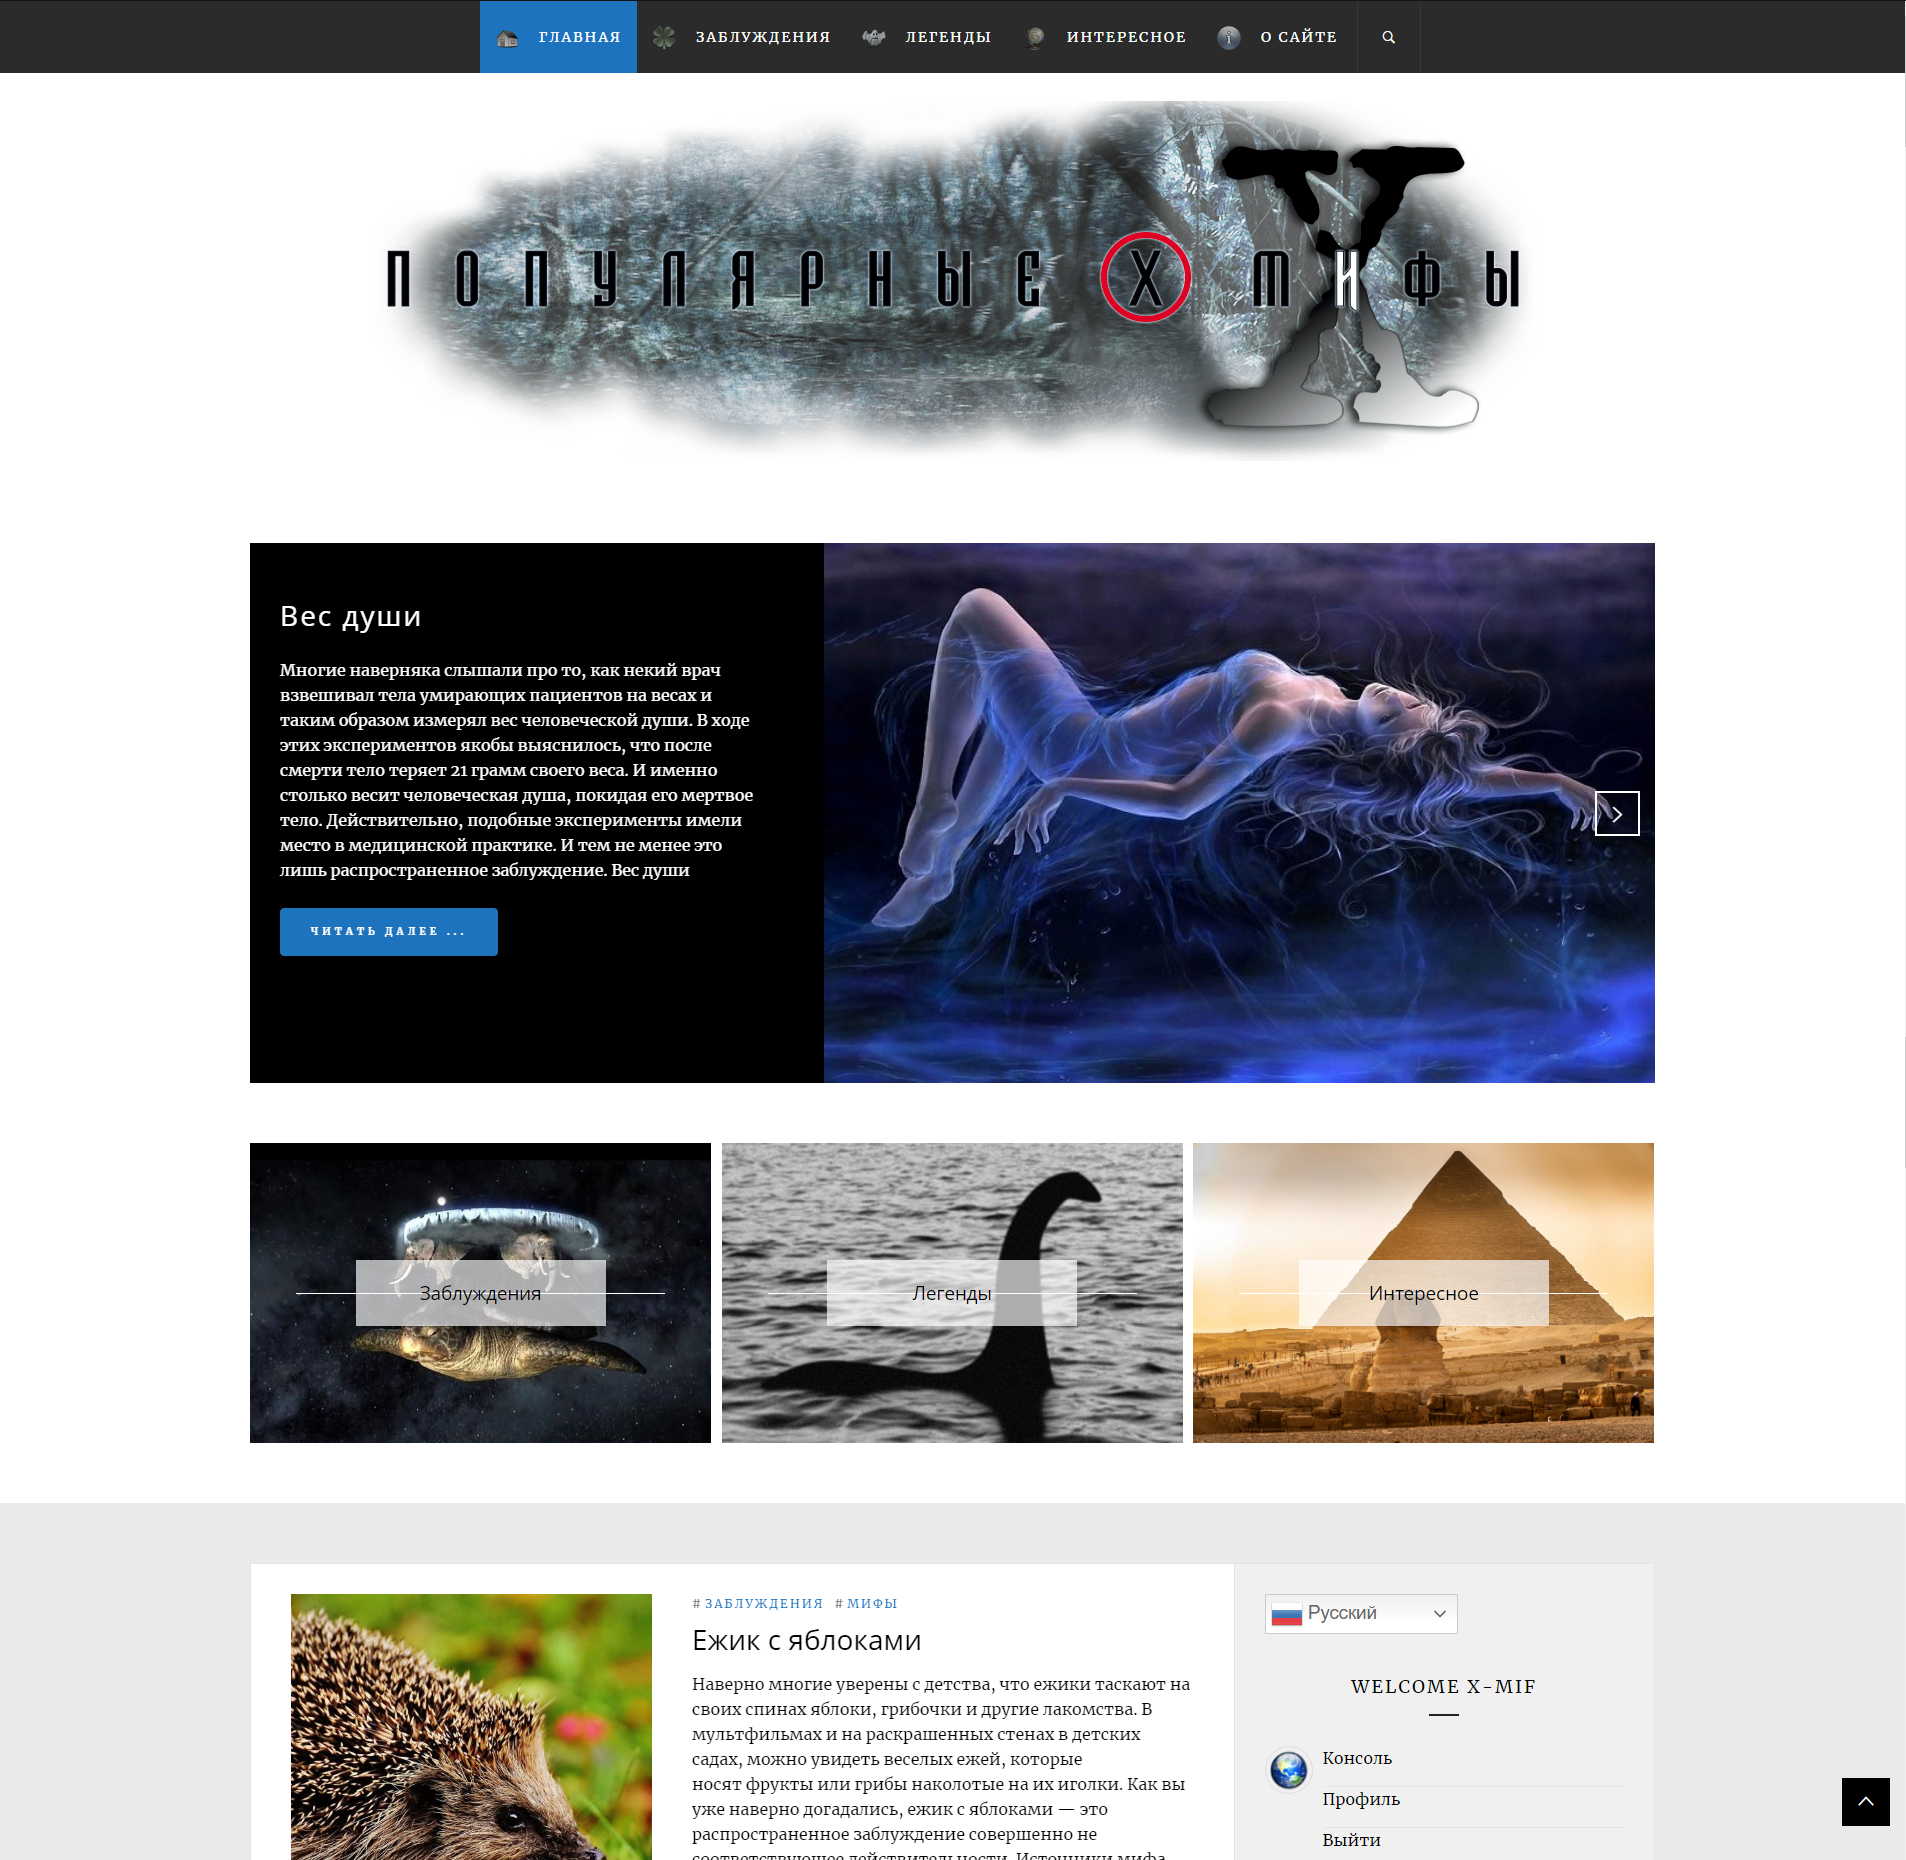 ГЛАВНАЯ ЗАБЛУЖДЕНИЯ ЛЕГЕНДЫ ИНТЕРЕСНОЕ О САЙТЕ
ПОПУЛЯРНЫЕ X МИФЫ
Вес души
Многие наверняка слышали про то, как некий врач
взвешивал тела умирающих пациентов на весах и
таким образом измерял вес человеческой души. В ходе
этих экспериментов якобы выяснилось, что после
смерти тело теряет 21 грамм своего веса. И именно
столько весит человеческая душа, покидая его мертвое
тело. Действительно, подобные эксперименты имели
место в медицинской практике. И тем не менее это
лишь распространенное заблуждение. Вес души
ЧИТАТЬ ДАЛЕЕ ...
Заблуждения
Легенды
Интересное
# ЗАБЛУЖДЕНИЯ # МИФЫ
Ежик с яблоками
Наверно многие уверены с детства, что ежики таскают на
своих спинах яблоки, грибочки и другие лакомства. В
мультфильмах и на раскрашенных стенах в детских
садах, можно увидеть веселых ежей, которые
носят фрукты или грибы наколотые на их иголки. Как вы
уже наверно догадались, ежик с яблоками — это
распространенное заблуждение совершенно не
соответствующее действительности. Источники мифа
Русский
WELCOME X-MIF
Консоль
Профиль
Выйти